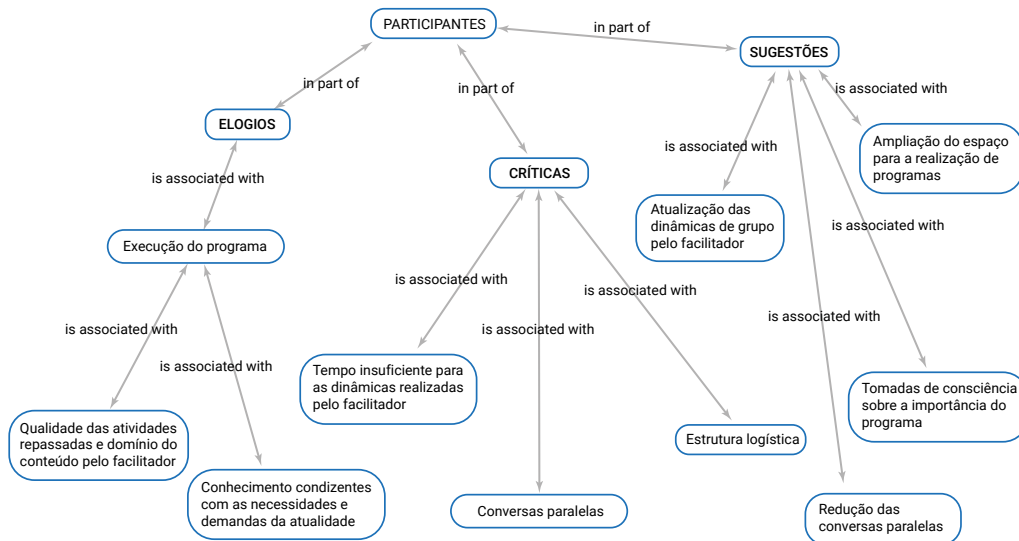 PARTICIPANTES
in part of
SUGESTÕES
in part of
in part of
is associated with
ELOGIOS
Ampliação do espaço
para a realização de
programas
is associated with
CRÍTICAS
is associated with
Atualização das
dinâmicas de grupo
pelo facilitador
is associated with
Execução do programa
is associated with
is associated with
is associated with
is associated with
is associated with
is associated with
Tempo insuficiente para
as dinâmicas realizadas
pelo facilitador
Tomadas de consciência
sobre a importância do
programa
Qualidade das atividades
repassadas e domínio do
conteúdo pelo facilitador
Estrutura logística
Conhecimento condizentes
com as necessidades e
demandas da atualidade
Conversas paralelas
Redução das
conversas paralelas